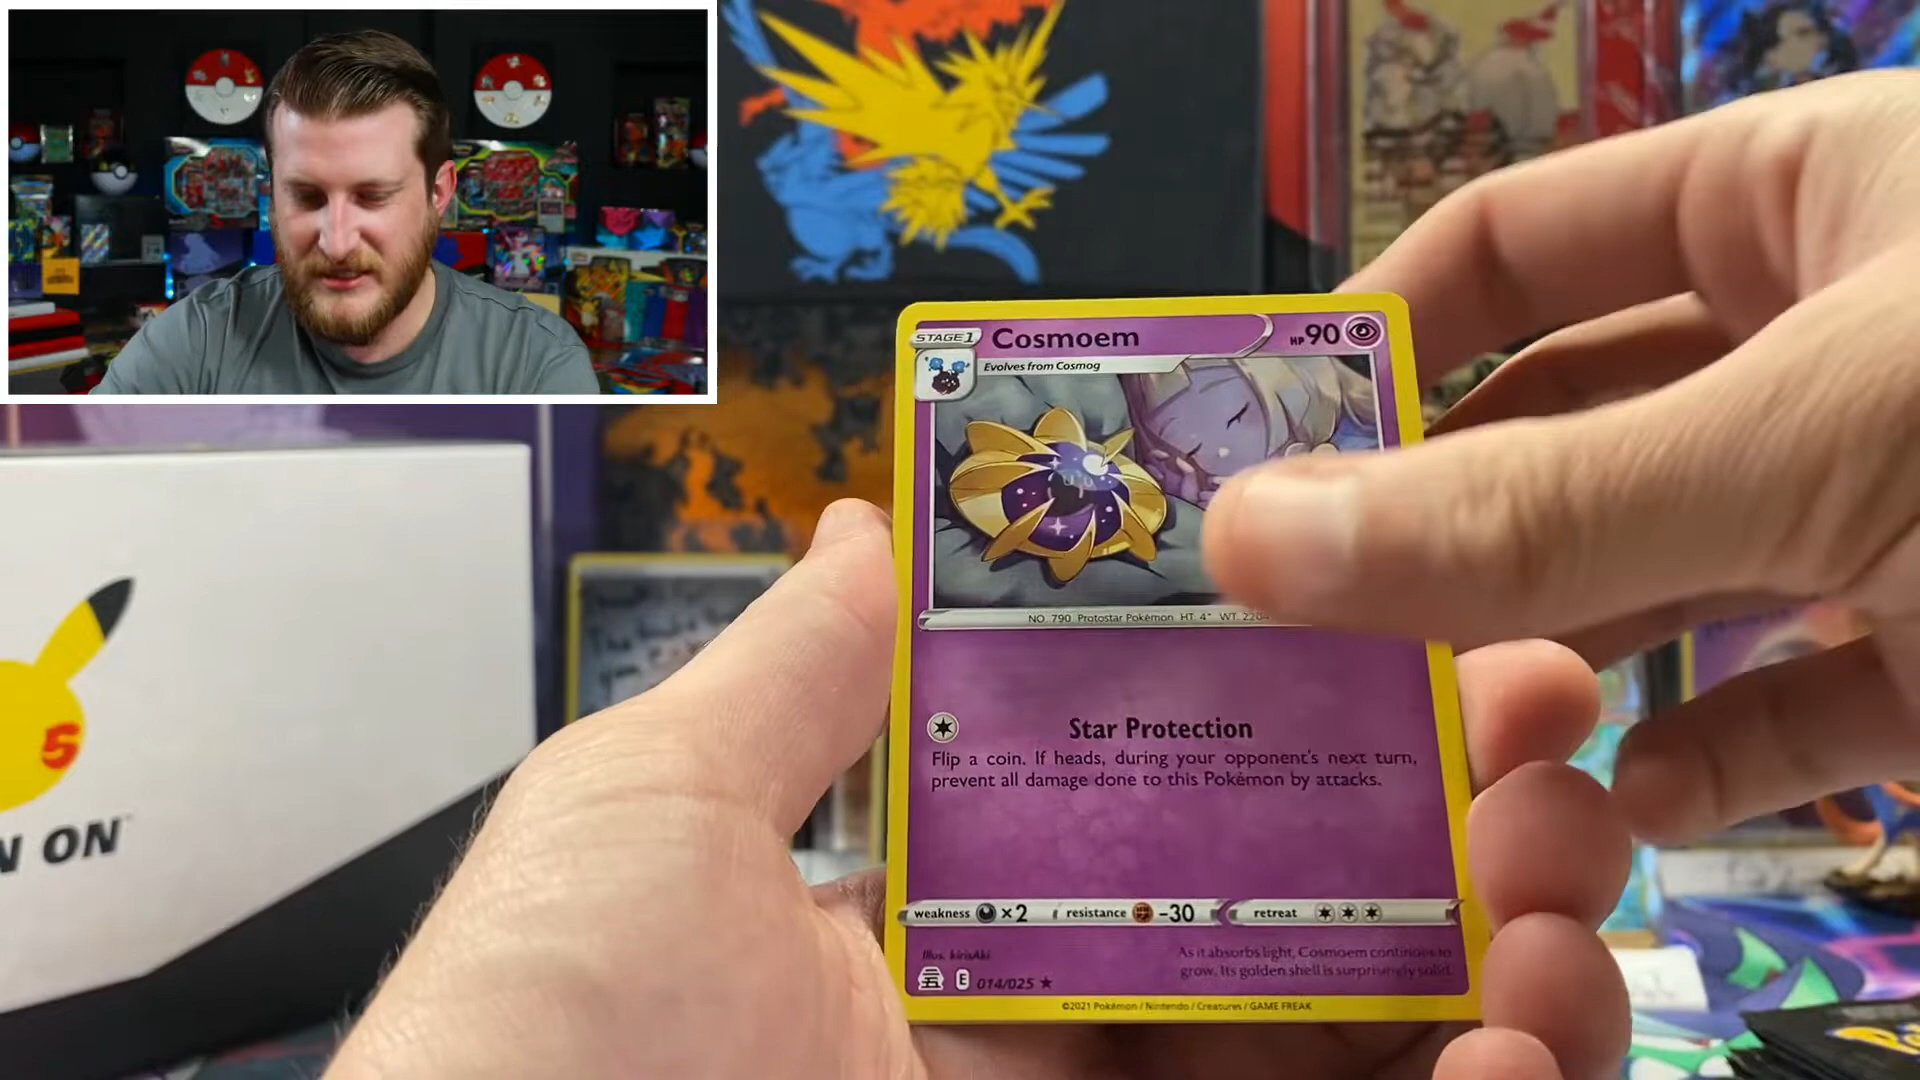 STAGE 1
Cosmoem
HP 90
Evolves from Cosmog
NO. 790 Protostar Pokémon HT: 4" WT:
Star Protection
Flip a coin. If heads, during your opponent's next turn,
prevent all damage done to this Pokémon by attacks.
weakness ×2 resistance -30 retreat
Illus. kirisAki
As it absorbs light, Cosmoem continues to
grow. Its golden shell is surprisingly solid.
E 014/025 ★
©2021 Pokémon / Nintendo / Creatures / GAME FREAK
5
N ON